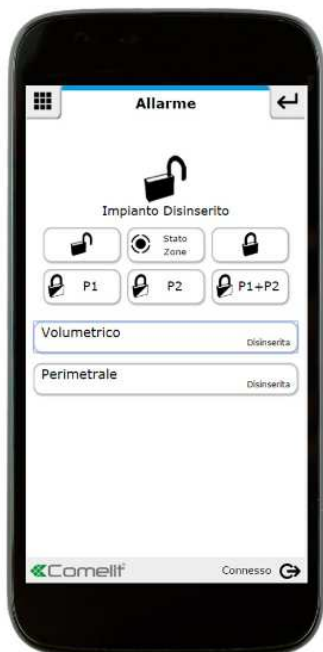 Allarme
Impianto Disinserito
Stato
Zone
P1
P2
P1+P2
Volumetrico
Disinserita
Perimetrale
Disinserita
Comelit
Connesso